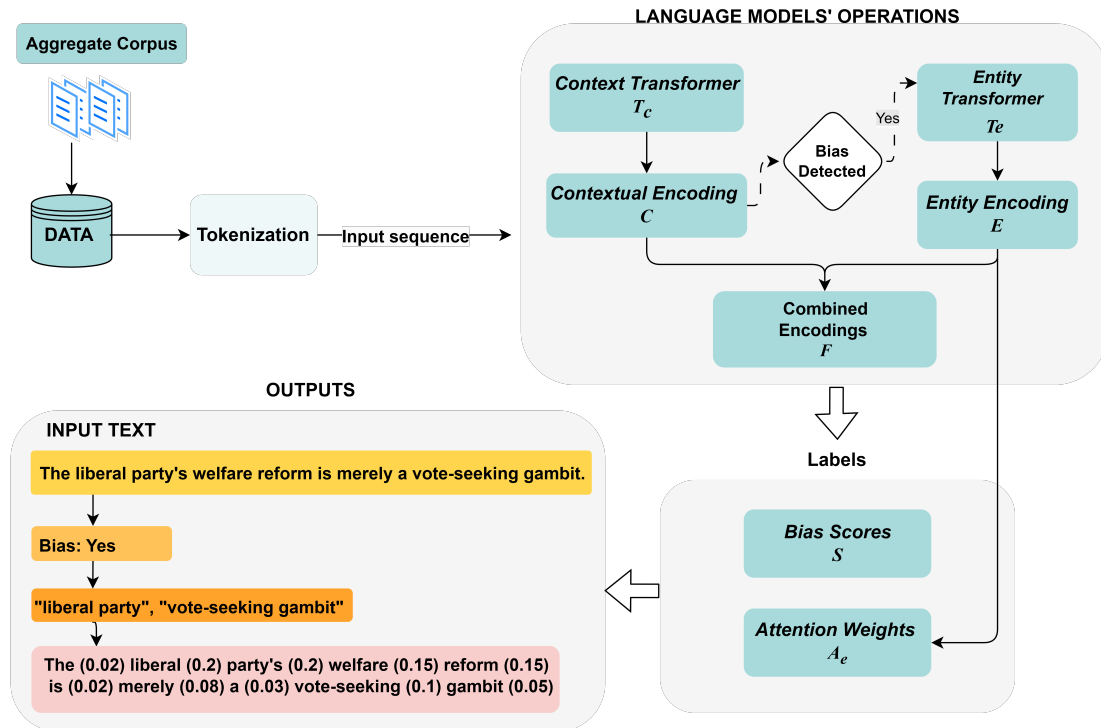 LANGUAGE MODELS' OPERATIONS
Aggregate Corpus
DATA
Tokenization
Input sequence
Context Transformer
Tc
Contextual Encoding
C
Bias
Detected
Yes
Entity
Transformer
Te
Entity Encoding
E
Combined
Encodings
F
Labels
Bias Scores
S
Attention Weights
Ae
OUTPUTS
INPUT TEXT
The liberal party's welfare reform is merely a vote-seeking gambit.
Bias: Yes
"liberal party", "vote-seeking gambit"
The (0.02) liberal (0.2) party's (0.2) welfare (0.15) reform (0.15)
is (0.02) merely (0.08) a (0.03) vote-seeking (0.1) gambit (0.05)